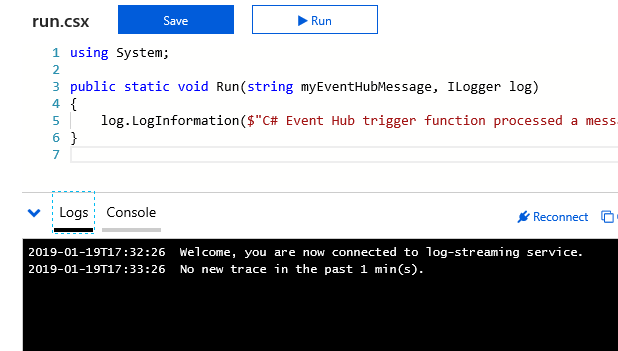 run.csx Save Run
1 using System;
2
3 public static void Run(string myEventHubMessage, ILogger log)
4 {
5     log.LogInformation($"C# Event Hub trigger function processed a messa
6 }
7
Logs Console Reconnect
2019-01-19T17:32:26  Welcome, you are now connected to log-streaming service.
2019-01-19T17:33:26  No new trace in the past 1 min(s).